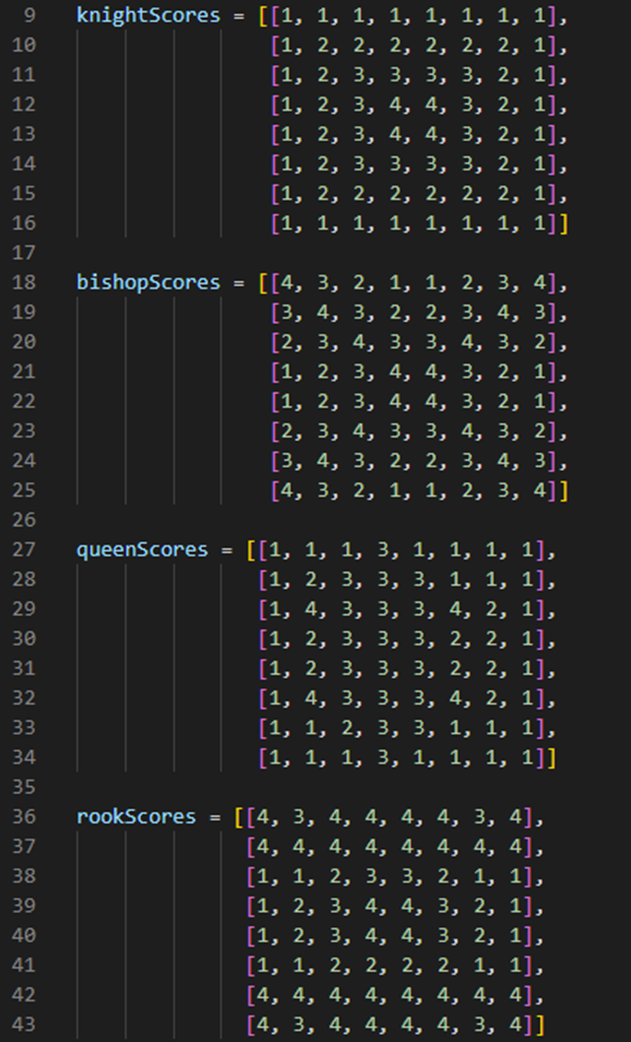 9 knightScores = [[1, 1, 1, 1, 1, 1, 1, 1],
10 [1, 2, 2, 2, 2, 2, 2, 1],
11 [1, 2, 3, 3, 3, 3, 2, 1],
12 [1, 2, 3, 4, 4, 3, 2, 1],
13 [1, 2, 3, 4, 4, 3, 2, 1],
14 [1, 2, 3, 3, 3, 3, 2, 1],
15 [1, 2, 2, 2, 2, 2, 2, 1],
16 [1, 1, 1, 1, 1, 1, 1, 1]]
17
18 bishopScores = [[4, 3, 2, 1, 1, 2, 3, 4],
19 [3, 4, 3, 2, 2, 3, 4, 3],
20 [2, 3, 4, 3, 3, 4, 3, 2],
21 [1, 2, 3, 4, 4, 3, 2, 1],
22 [1, 2, 3, 4, 4, 3, 2, 1],
23 [2, 3, 4, 3, 3, 4, 3, 2],
24 [3, 4, 3, 2, 2, 3, 4, 3],
25 [4, 3, 2, 1, 1, 2, 3, 4]]
26
27 queenScores = [[1, 1, 1, 3, 1, 1, 1, 1],
28 [1, 2, 3, 3, 3, 1, 1, 1],
29 [1, 4, 3, 3, 3, 4, 2, 1],
30 [1, 2, 3, 3, 3, 2, 2, 1],
31 [1, 2, 3, 3, 3, 2, 2, 1],
32 [1, 4, 3, 3, 3, 4, 2, 1],
33 [1, 1, 2, 3, 3, 1, 1, 1],
34 [1, 1, 1, 3, 1, 1, 1, 1]]
35
36 rookScores = [[4, 3, 4, 4, 4, 4, 3, 4],
37 [4, 4, 4, 4, 4, 4, 4, 4],
38 [1, 1, 2, 3, 3, 2, 1, 1],
39 [1, 2, 3, 4, 4, 3, 2, 1],
40 [1, 2, 3, 4, 4, 3, 2, 1],
41 [1, 1, 2, 2, 2, 2, 1, 1],
42 [4, 4, 4, 4, 4, 4, 4, 4],
43 [4, 3, 4, 4, 4, 4, 3, 4]]